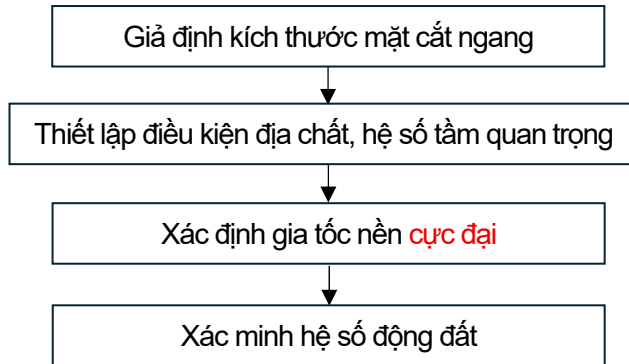 Giả định kích thước mặt cắt ngang
Thiết lập điều kiện địa chất, hệ số tầm quan trọng
Xác định gia tốc nền cực đại
Xác minh hệ số động đất